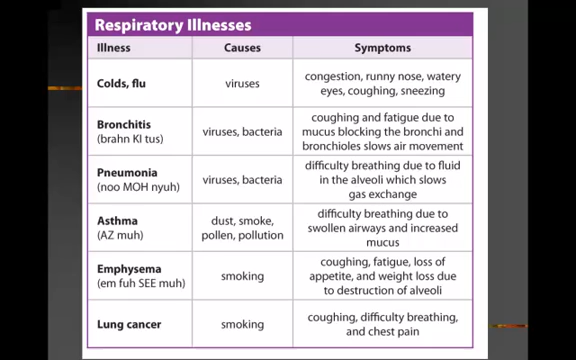 Respiratory Illnesses
Illness Causes Symptoms
Colds, flu
viruses
congestion, runny nose, watery
eyes, coughing, sneezing
Bronchitis
(brahn KI tus)
viruses, bacteria
coughing and fatigue due to
mucus blocking the bronchi and
bronchioles slows air movement
Pneumonia
(noo MOH nyuh)
viruses, bacteria
difficulty breathing due to fluid
in the alveoli which slows
gas exchange
Asthma
(AZ muh)
dust, smoke,
pollen, pollution
difficulty breathing due to
swollen airways and increased
mucus
Emphysema
(em fuh SEE muh)
smoking
coughing, fatigue, loss of
appetite, and weight loss due
to destruction of alveoli
Lung cancer
smoking
coughing, difficulty breathing,
and chest pain